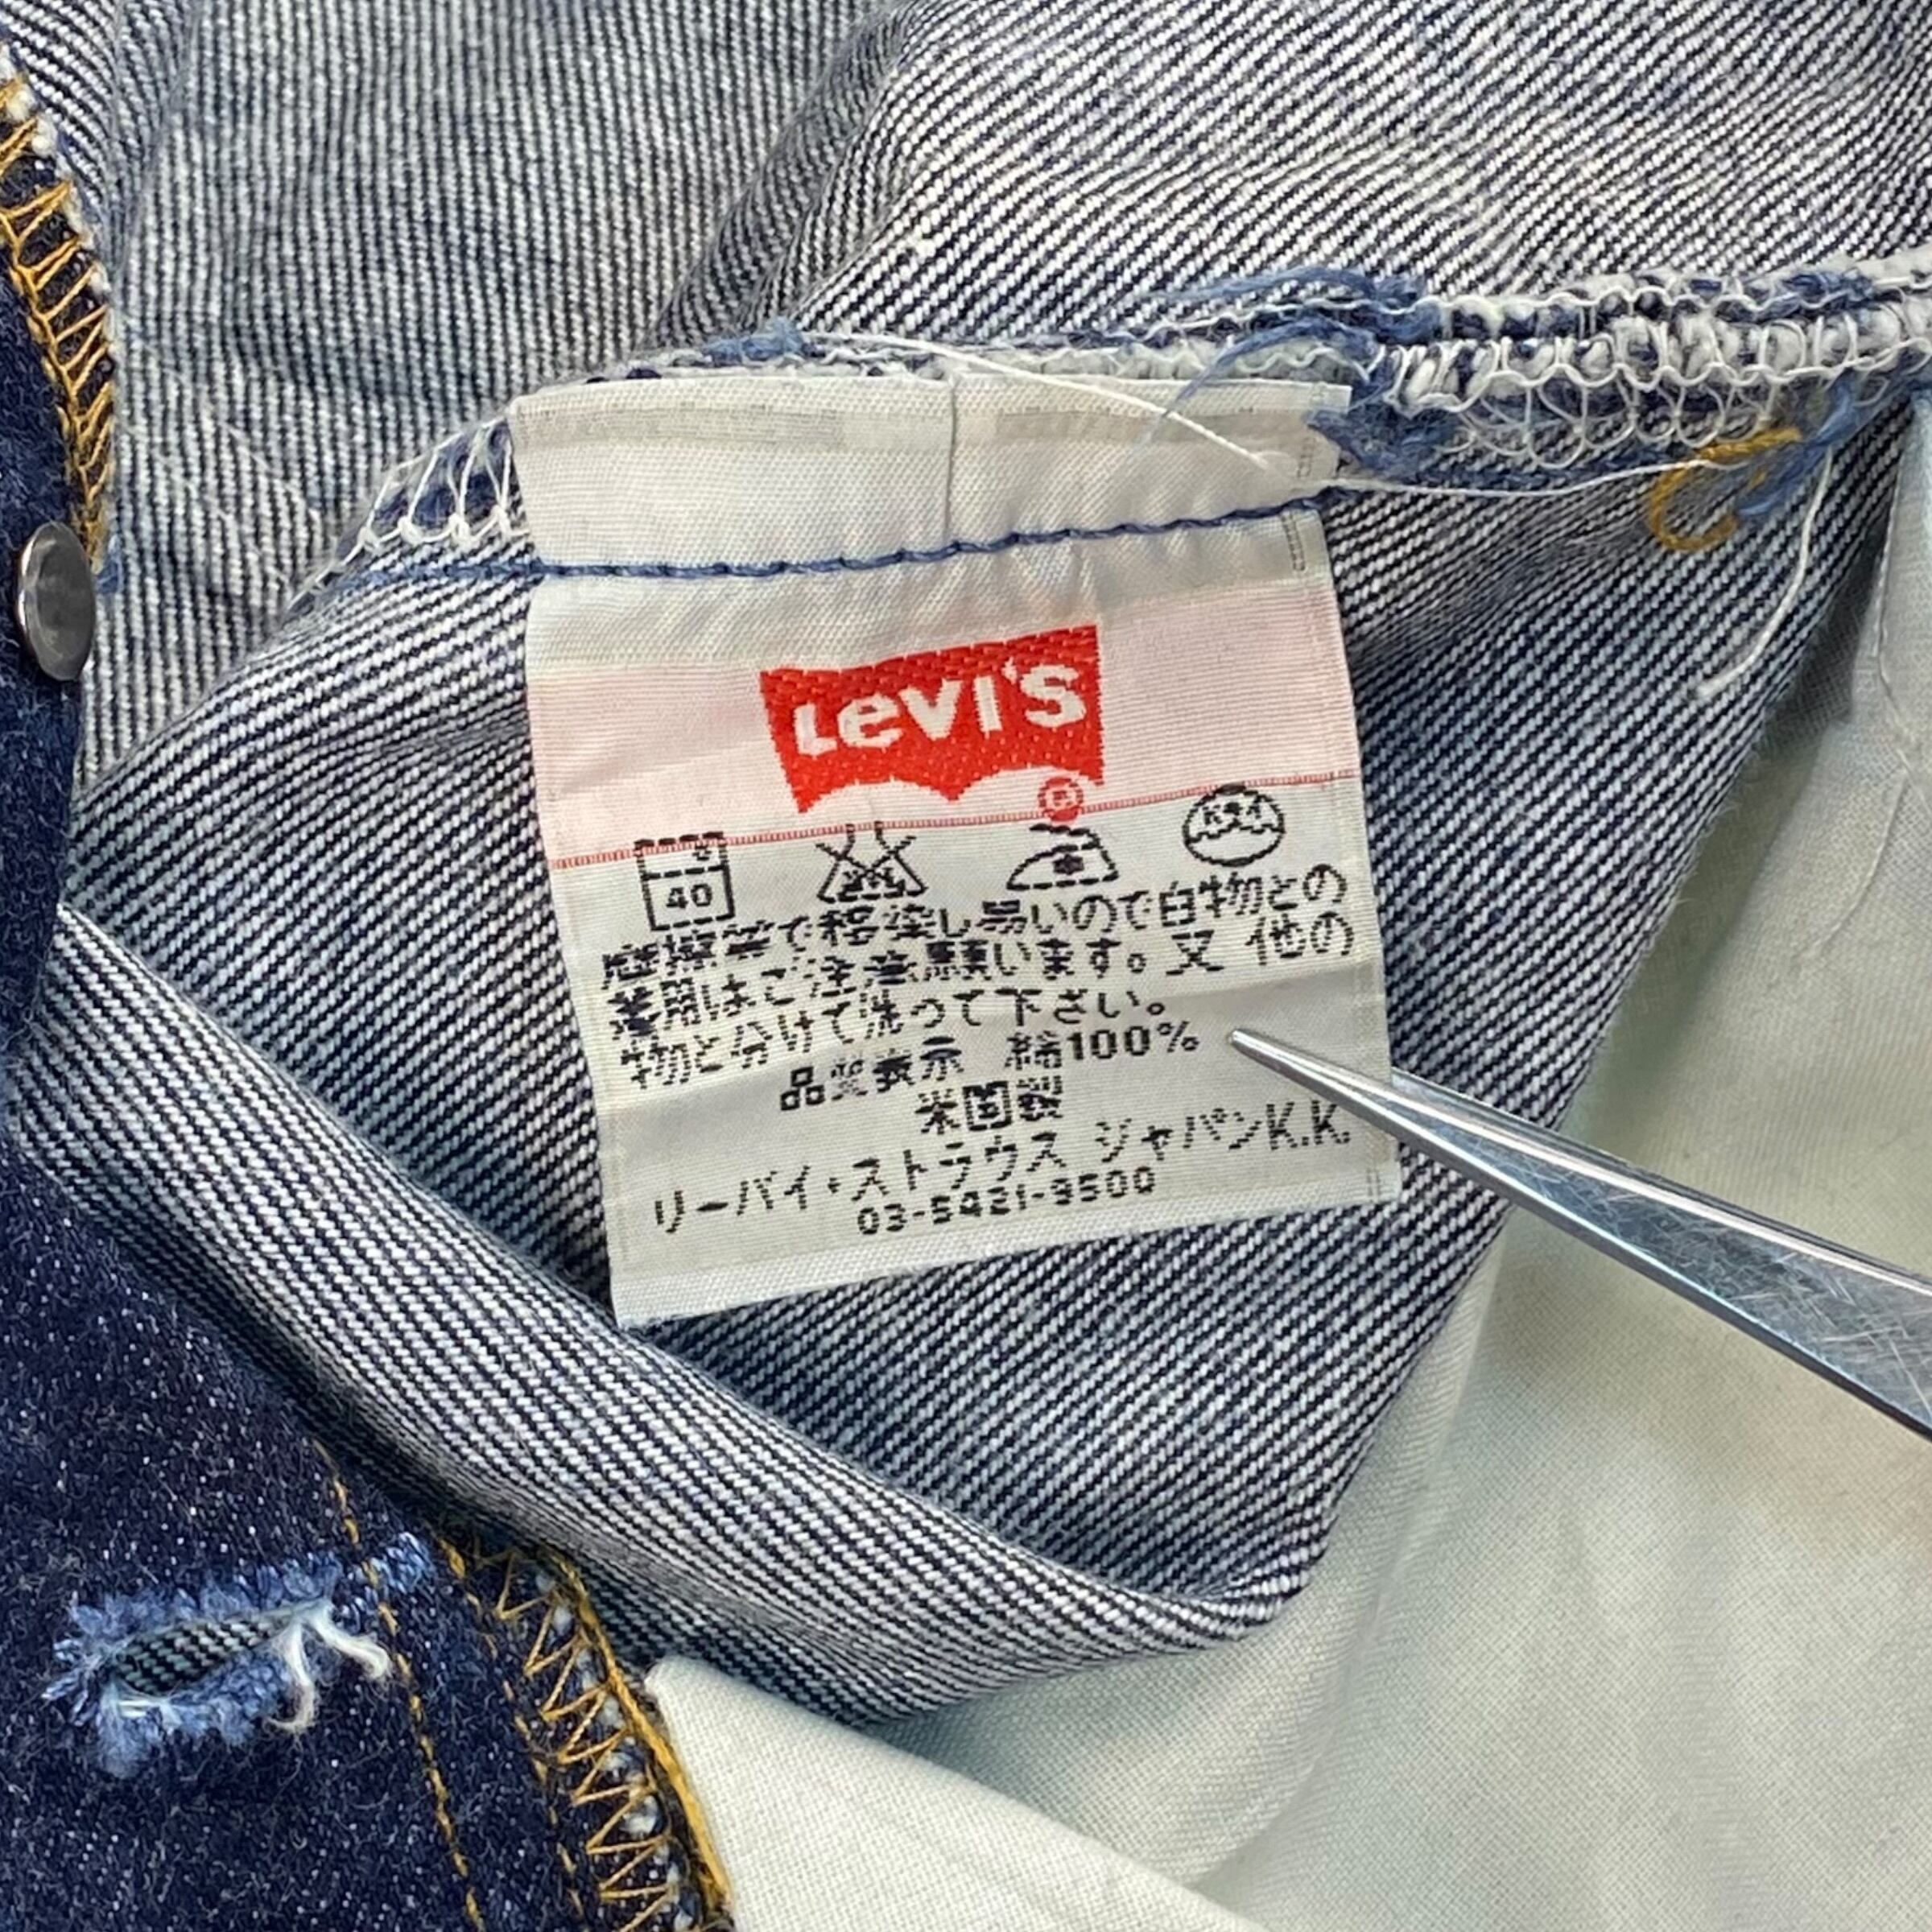 LEVI'S
®
40 ドライ
摩擦等で移染し易いので白物との
着用はご注意願います。又 他の
物と分けて洗って下さい。
品質表示 綿100%
米国製
リーバイ・ストラウス ジャパンK.K.
03-5421-9500